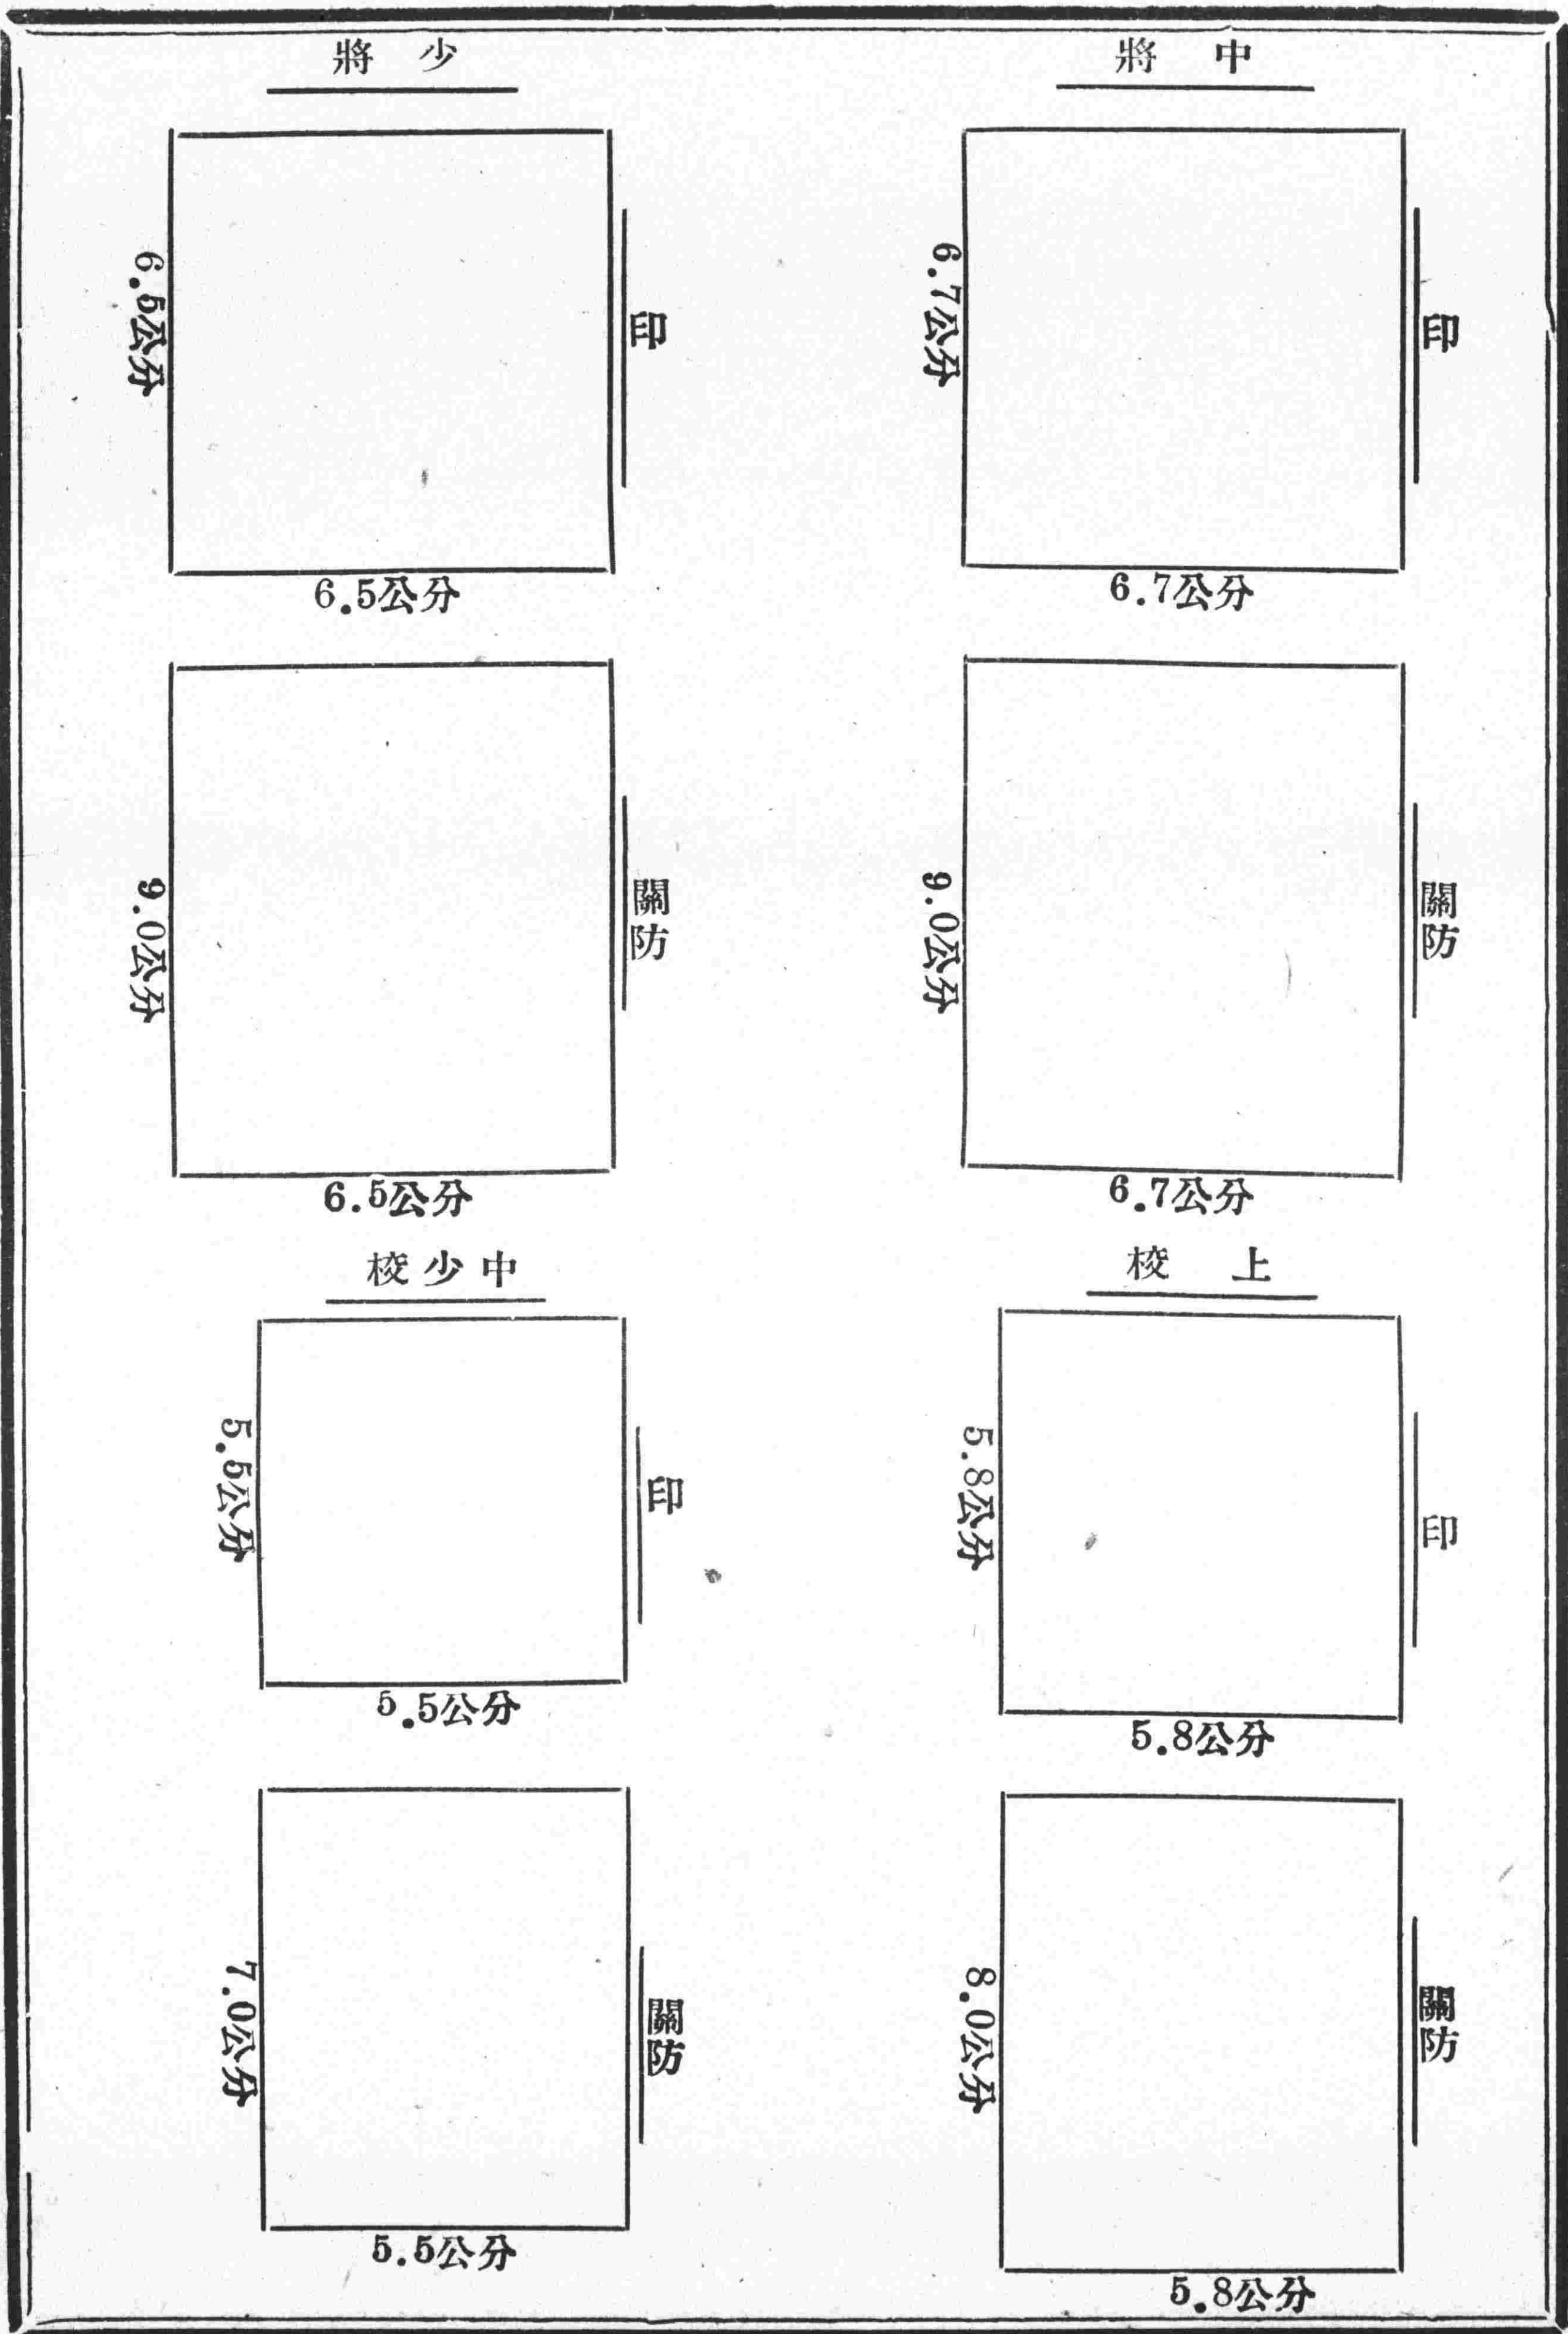 中將
印
6.7公分
6.7公分
關防
9.0公分
6.7公分
少將
印
6.5公分
6.5公分
關防
9.0公分
6.5公分
上校
印
5.8公分
5.8公分
關防
8.0公分
5.8公分
中少校
印
5.5公分
5.5公分
關防
7.0公分
5.5公分